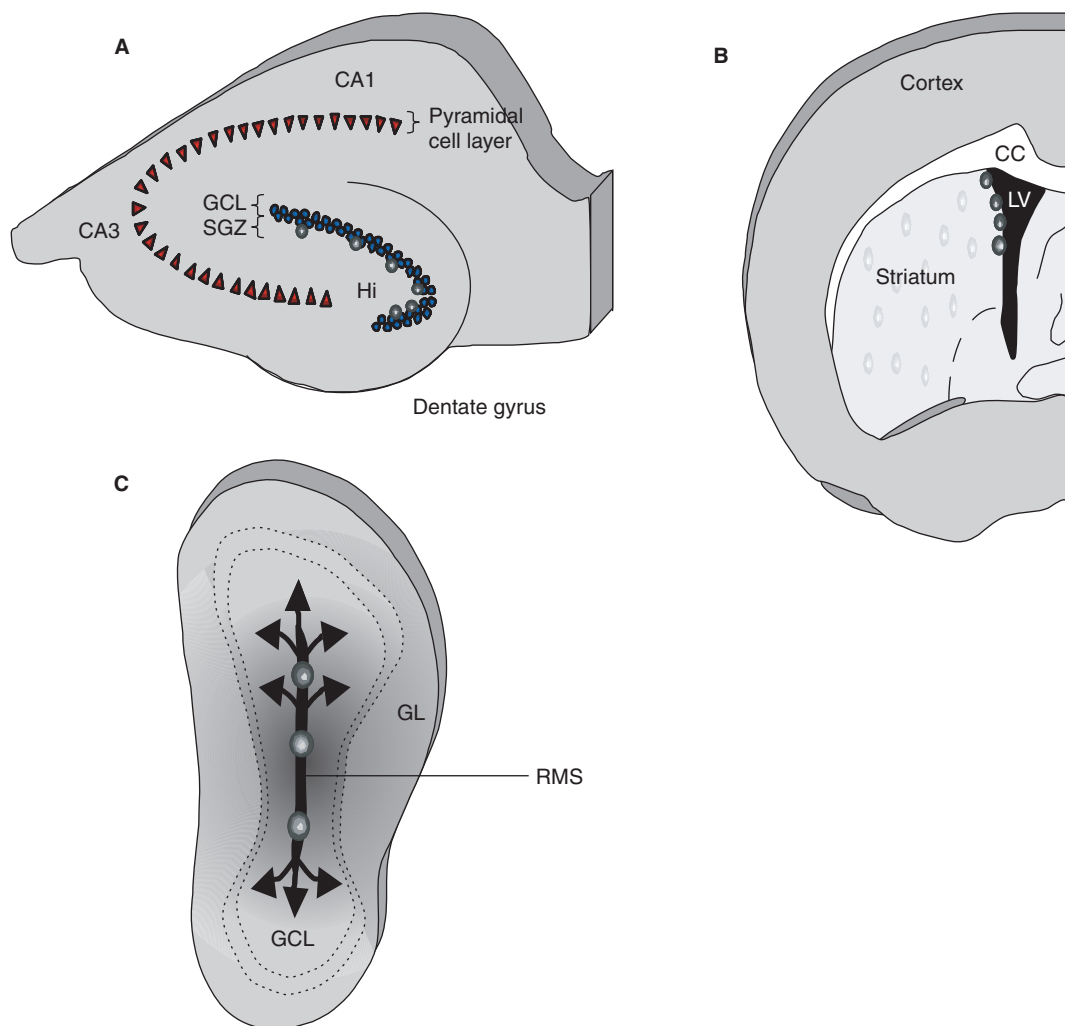 A
CA1
Pyramidal
cell layer
GCL
SGZ
CA3
Hi
Dentate gyrus
B
Cortex
CC
LV
Striatum
C
GL
RMS
GCL